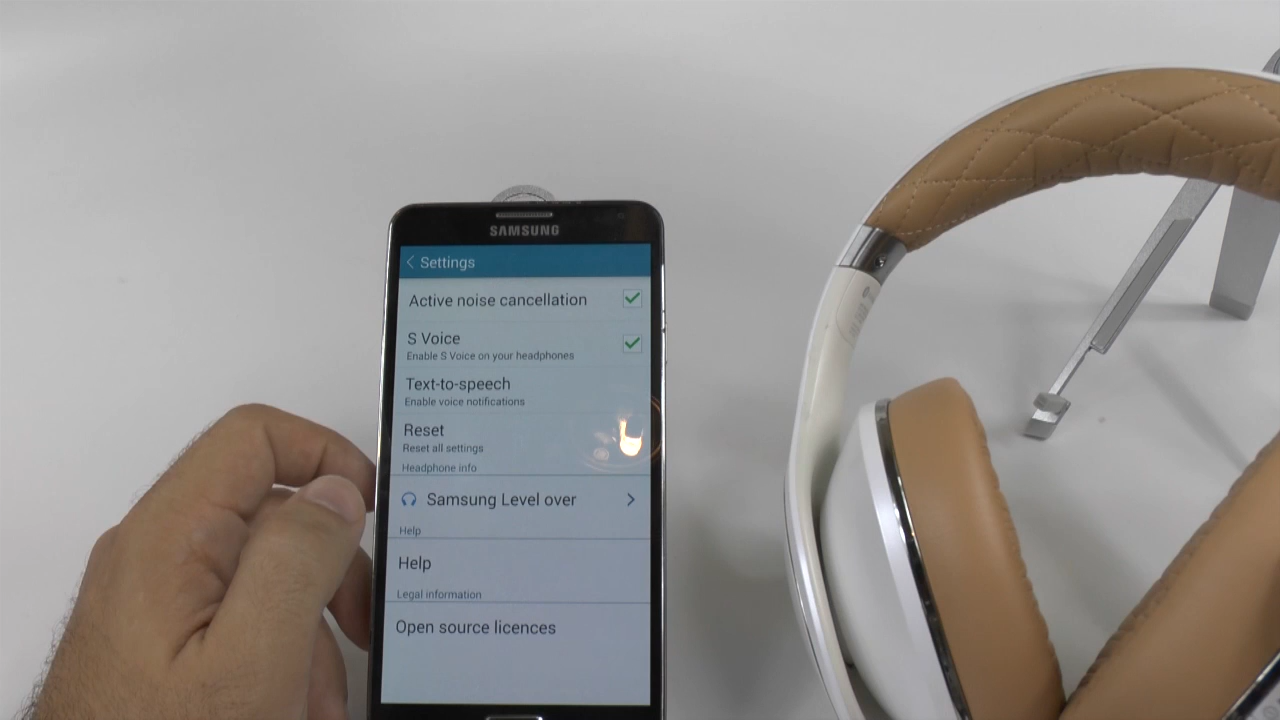 SAMSUNG
Settings
Active noise cancellation
S Voice
Enable S Voice on your headphones
Text-to-speech
Enable voice notifications
Reset
Reset all settings
Headphone info
Samsung Level over
Help
Help
Legal information
Open source licences